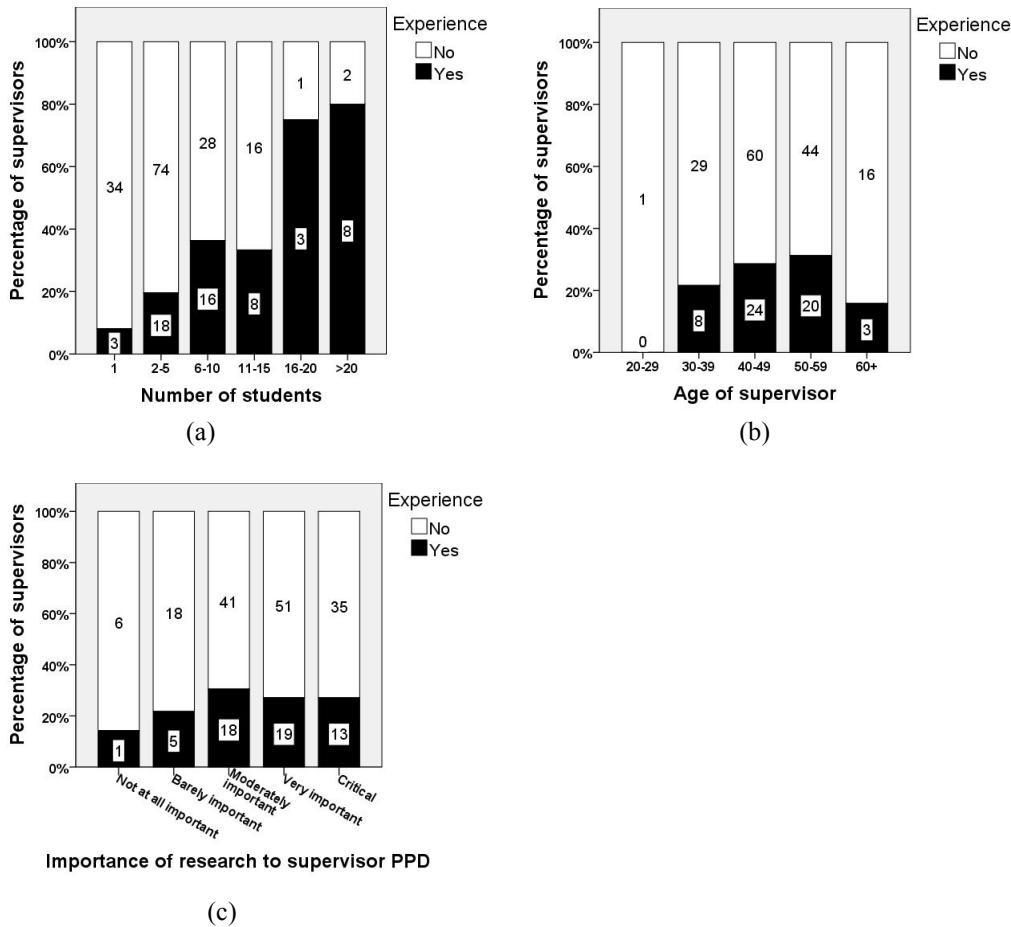 Experience
No
Yes
Percentage of supervisors
100%
80%
60%
40%
20%
0%
34
74
28
16
1
2
3
18
16
8
3
8
1
2-5
6-10
11-15
16-20
>20
Number of students
(a)
Experience
No
Yes
Percentage of supervisors
100%
80%
60%
40%
20%
0%
1
29
60
44
16
0
8
24
20
3
20-29
30-39
40-49
50-59
60+
Age of supervisor
(b)
Experience
No
Yes
Percentage of supervisors
100%
80%
60%
40%
20%
0%
6
18
41
51
35
1
5
18
19
13
Not at all important
Barely important
Moderately
important
Very important
Critical
Importance of research to supervisor PPD
(c)